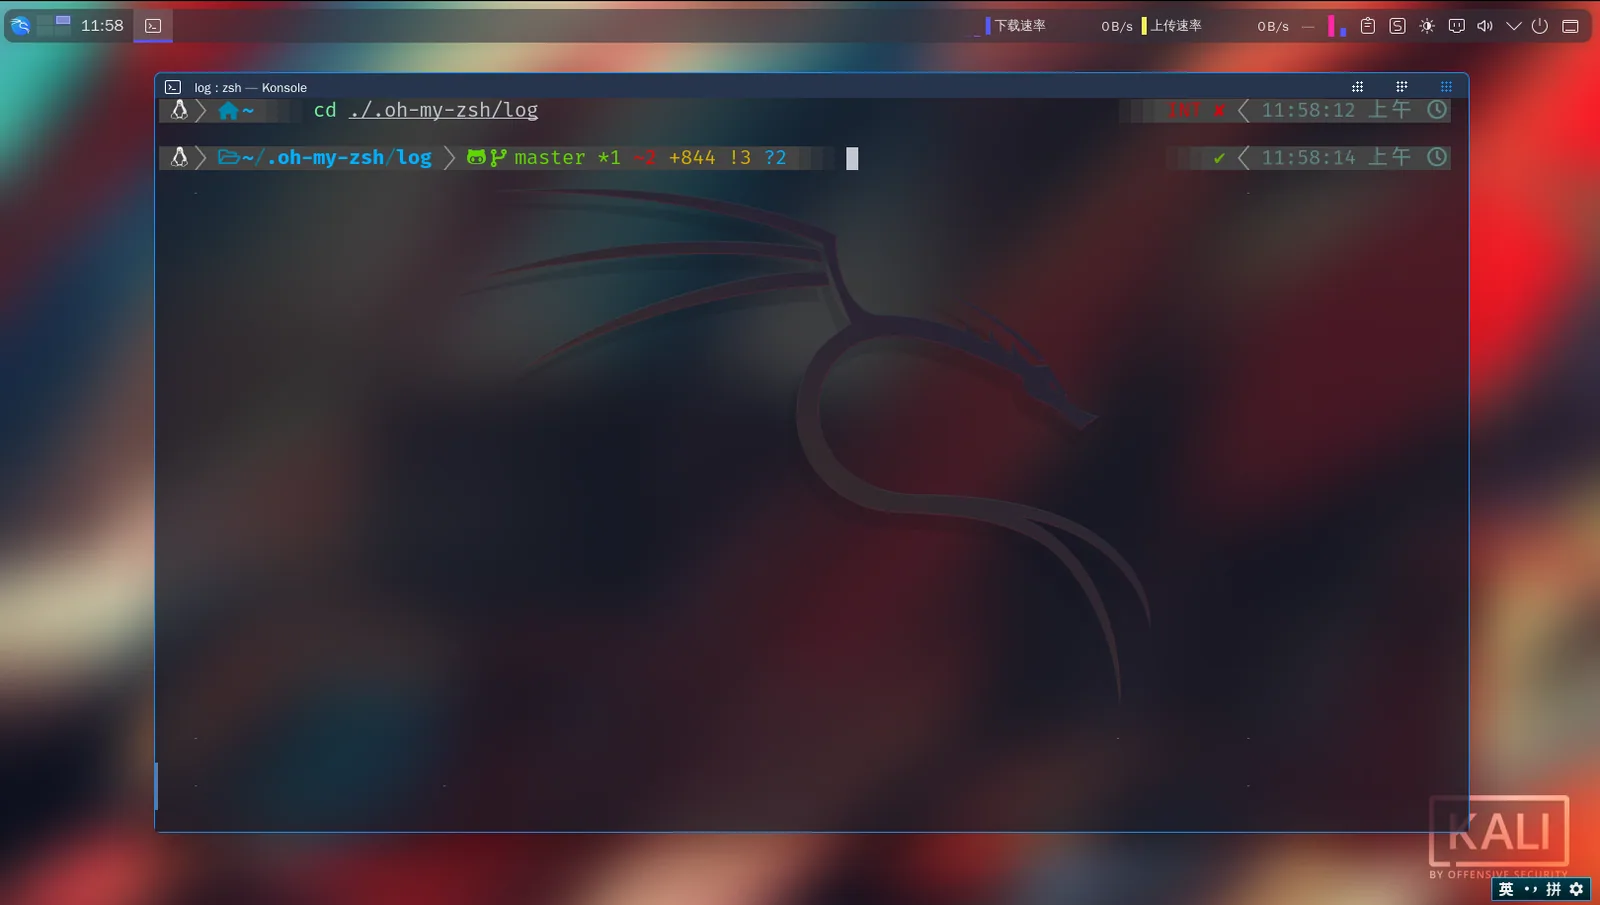 11:58
下载速率 0 B/s 上传速率 0 B/s
log : zsh — Konsole
~ cd ./.oh-my-zsh/log INT ✘ 11:58:12 上午
~/.oh-my-zsh/log master *1 ~2 +844 !3 ?2 ✔ 11:58:14 上午
KALI
BY OFFENSIVE SECURITY
英 •, 拼